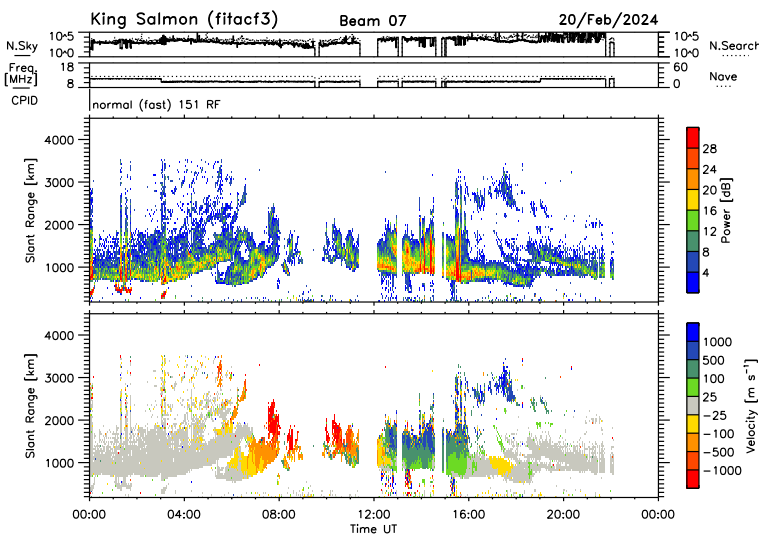 King Salmon (fitacf3) Beam 07 20/Feb/2024
N.Sky 10^5 10^0 10^5 10^0 N.Search
Freq. [MHz] 18 8 60 0 Nave
CPID normal (fast) 151 RF
Slant Range [km] 4000 3000 2000 1000
Power [dB] 28 24 20 16 12 8 4
Slant Range [km] 4000 3000 2000 1000
Velocity [m s⁻¹] 1000 500 100 25 −25 −100 −500 −1000
00:00 04:00 08:00 12:00 16:00 20:00 00:00
Time UT